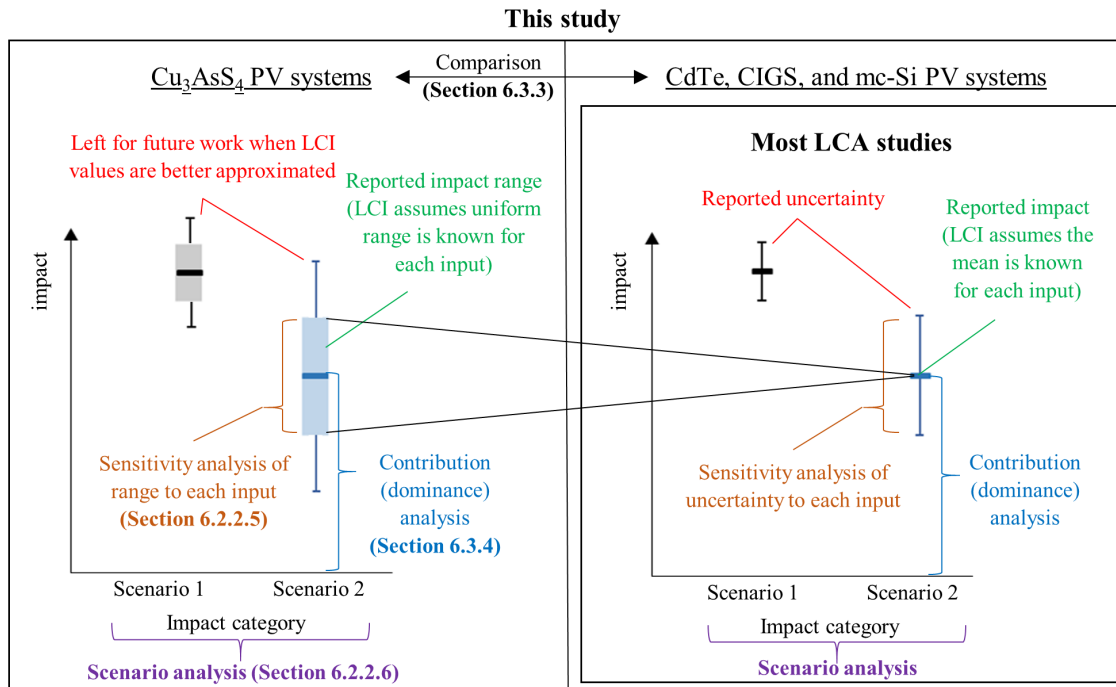 This study
Cu3AsS4 PV systems
Comparison
(Section 6.3.3)
CdTe, CIGS, and mc-Si PV systems
Left for future work when LCI
values are better approximated
Reported impact range
(LCI assumes uniform
range is known for
each input)
impact
Sensitivity analysis of
range to each input
(Section 6.2.2.5)
Contribution
(dominance)
analysis
(Section 6.3.4)
Scenario 1
Scenario 2
Impact category
Scenario analysis (Section 6.2.2.6)
Most LCA studies
Reported uncertainty
Reported impact
(LCI assumes the
mean is known
for each input)
impact
Sensitivity analysis of
uncertainty to each input
Contribution
(dominance)
analysis
Scenario 1
Scenario 2
Impact category
Scenario analysis